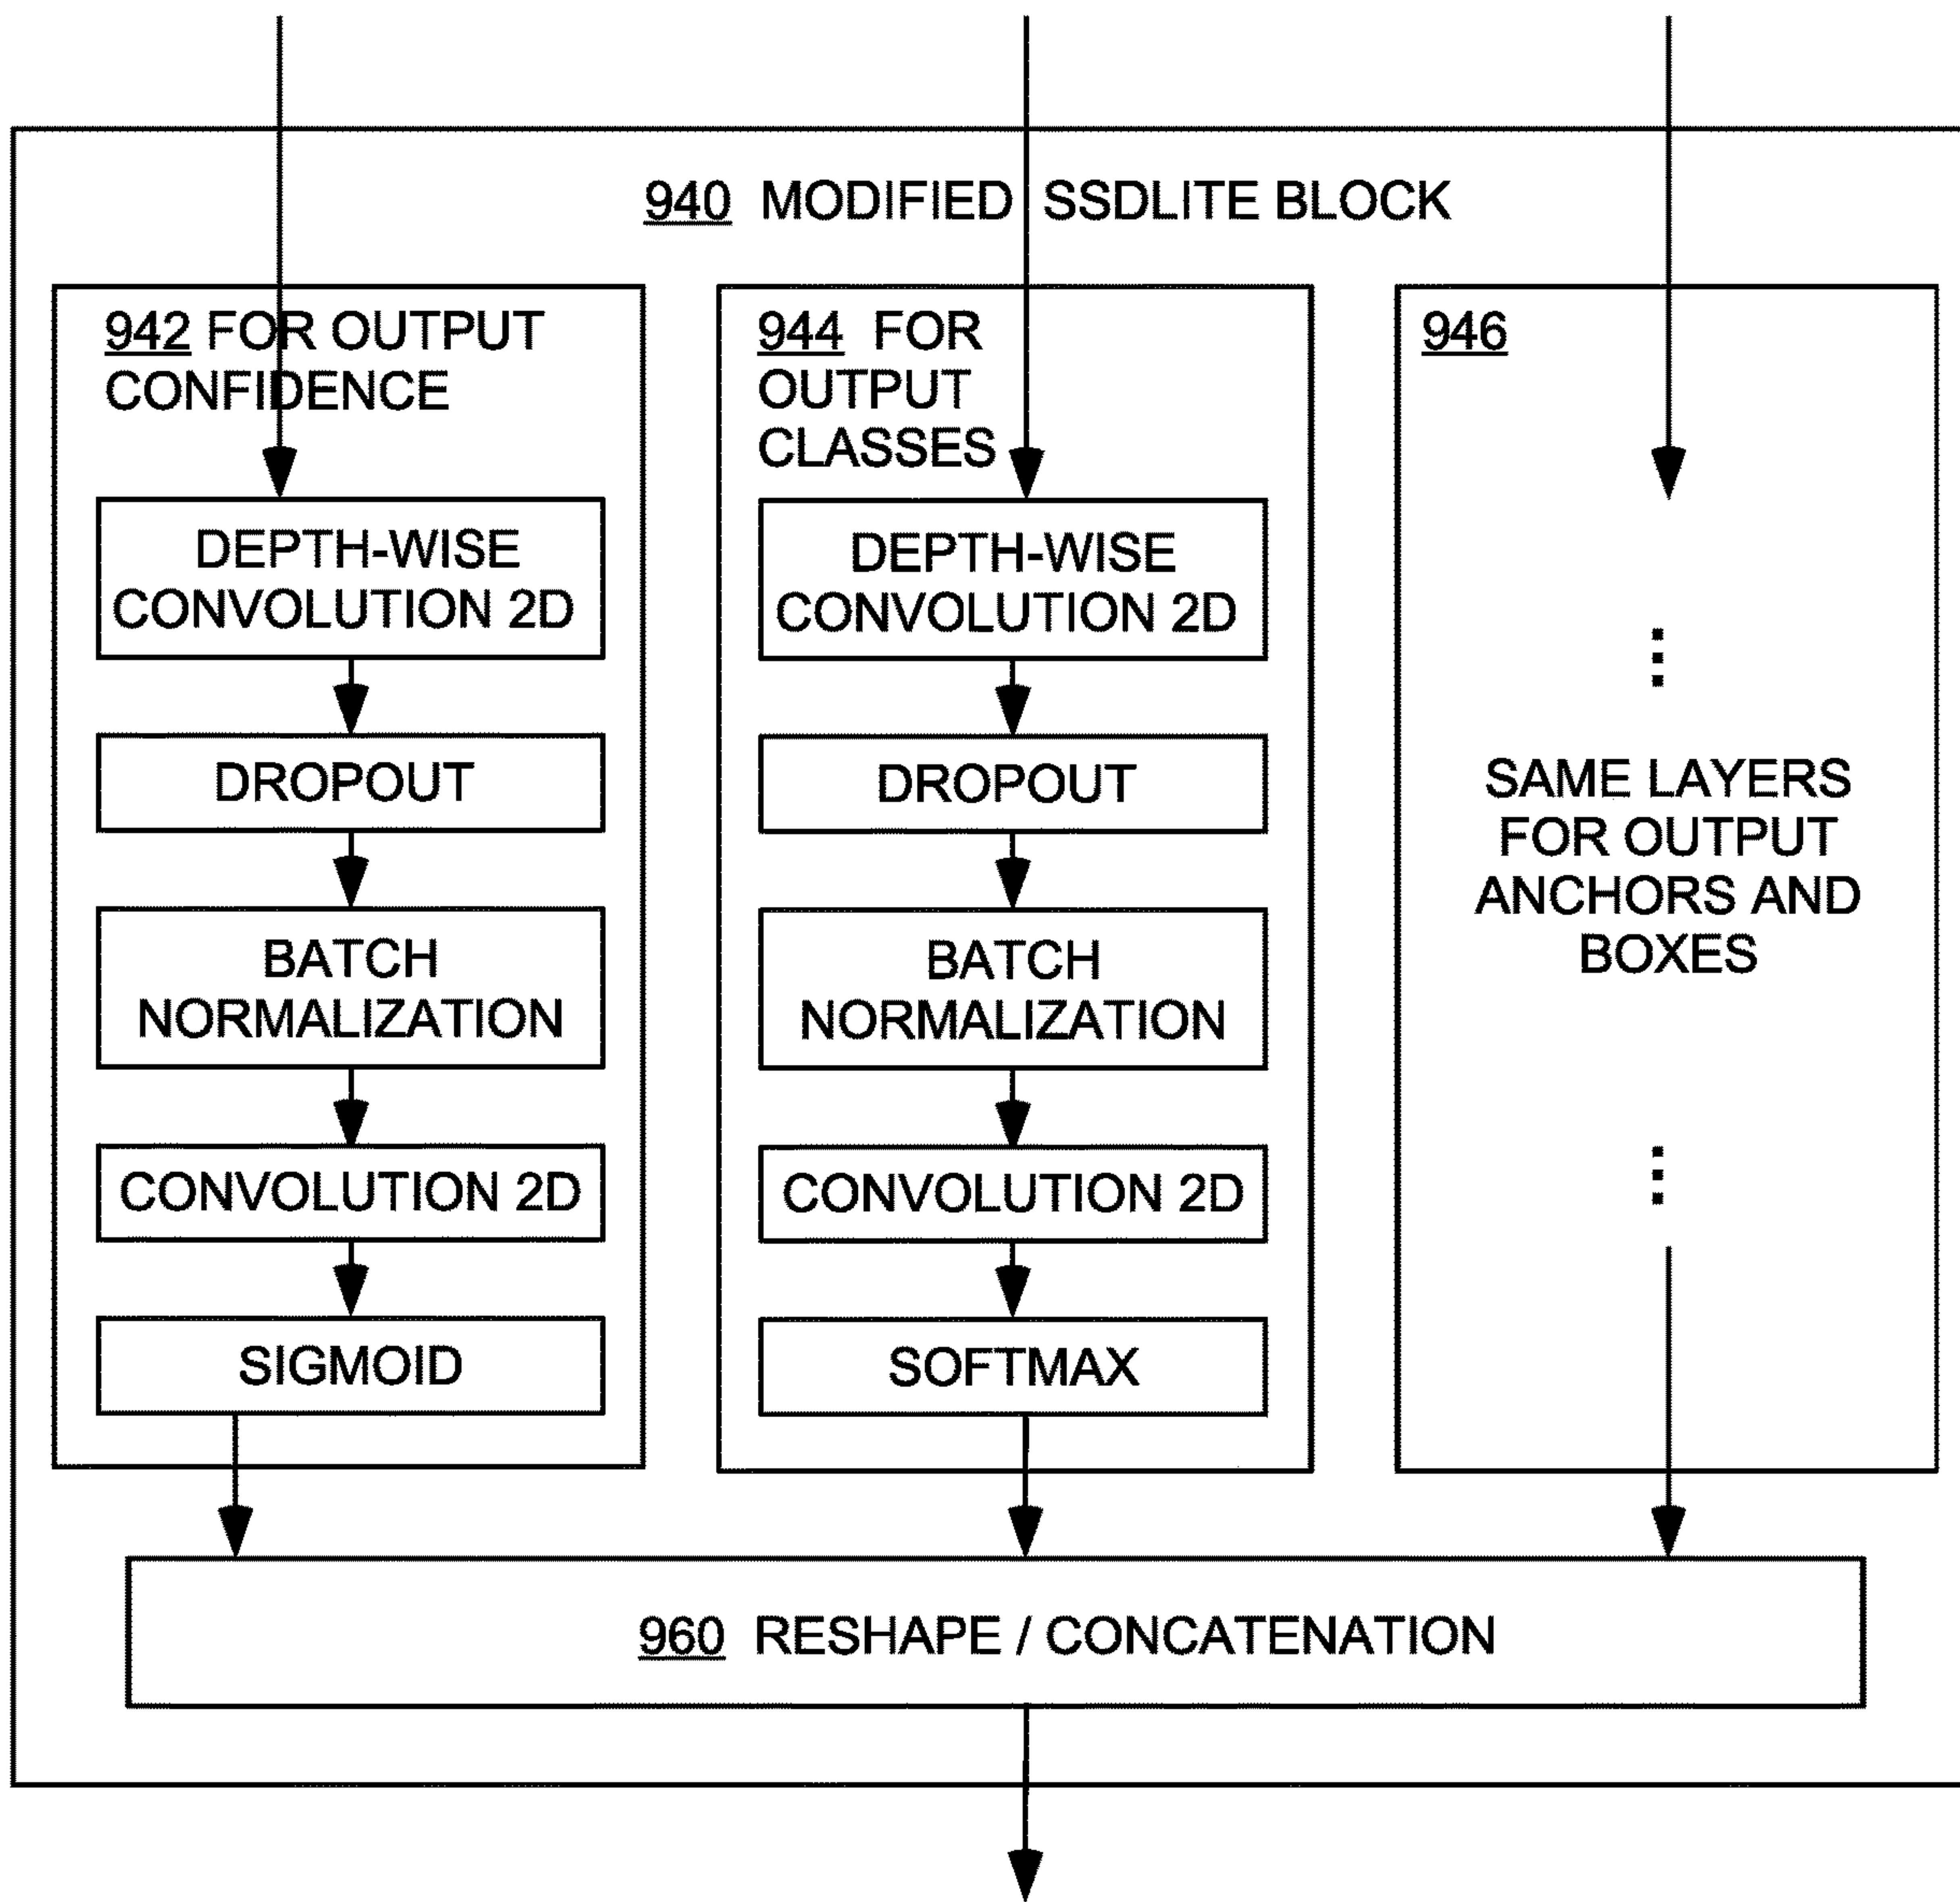 940 MODIFIED SSDLITE BLOCK
942 FOR OUTPUT
CONFIDENCE
DEPTH-WISE
CONVOLUTION 2D
DROPOUT
BATCH
NORMALIZATION
CONVOLUTION 2D
SIGMOID
944 FOR
OUTPUT
CLASSES
DEPTH-WISE
CONVOLUTION 2D
DROPOUT
BATCH
NORMALIZATION
CONVOLUTION 2D
SOFTMAX
946
SAME LAYERS
FOR OUTPUT
ANCHORS AND
BOXES
960 RESHAPE / CONCATENATION